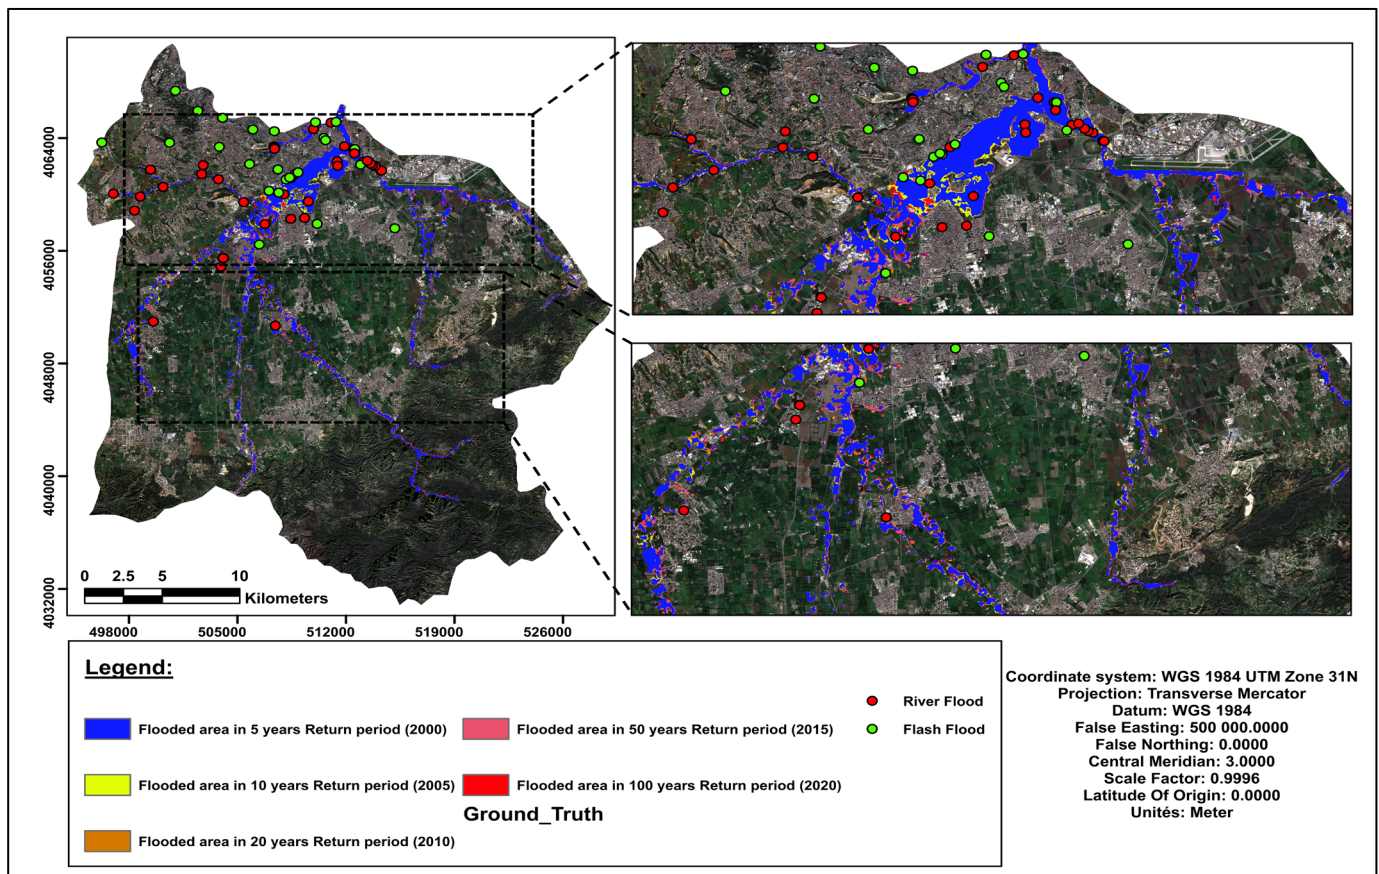 4064000
4056000
4048000
4040000
4032000
0 2.5 5 10
Kilometers
498000 505000 512000 519000 526000
Legend:
Flooded area in 5 years Return period (2000)
Flooded area in 10 years Return period (2005)
Flooded area in 20 years Return period (2010)
Flooded area in 50 years Return period (2015)
Flooded area in 100 years Return period (2020)
Ground_Truth
River Flood
Flash Flood
Coordinate system: WGS 1984 UTM Zone 31N
Projection: Transverse Mercator
Datum: WGS 1984
False Easting: 500 000.0000
False Northing: 0.0000
Central Meridian: 3.0000
Scale Factor: 0.9996
Latitude Of Origin: 0.0000
Unités: Meter